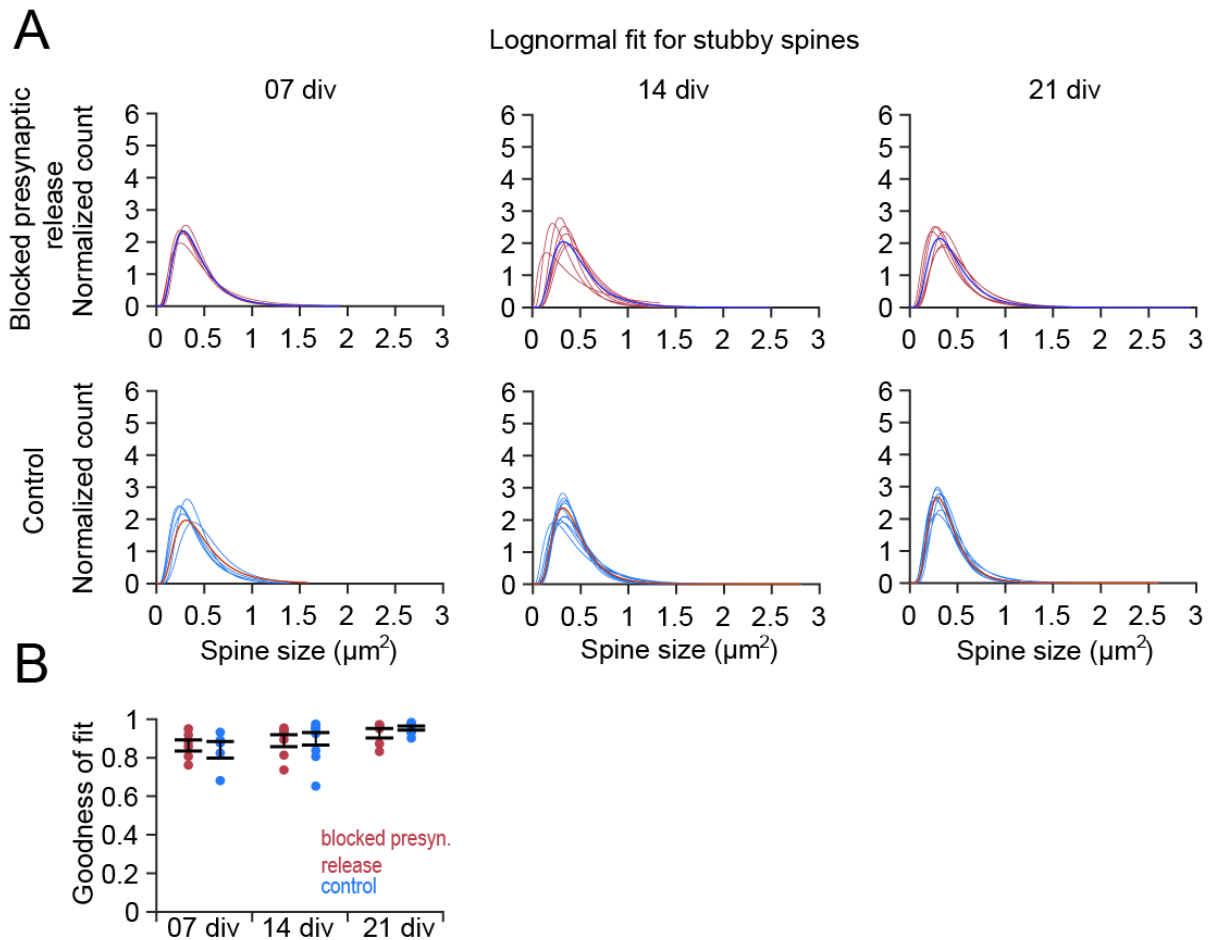 A
Lognormal fit for stubby spines
07 div
14 div
21 div
Blocked presynaptic
release
Normalized count
6
5
4
3
2
1
0
0 0.5 1 1.5 2 2.5 3
6
5
4
3
2
1
0
0 0.5 1 1.5 2 2.5 3
6
5
4
3
2
1
0
0 0.5 1 1.5 2 2.5 3
Control
Normalized count
6
5
4
3
2
1
0
0 0.5 1 1.5 2 2.5 3
Spine size (µm²)
6
5
4
3
2
1
0
0 0.5 1 1.5 2 2.5 3
Spine size (µm²)
6
5
4
3
2
1
0
0 0.5 1 1.5 2 2.5 3
Spine size (µm²)
B
Goodness of fit
1
0.8
0.6
0.4
0.2
0
blocked presyn.
release
control
07 div 14 div 21 div